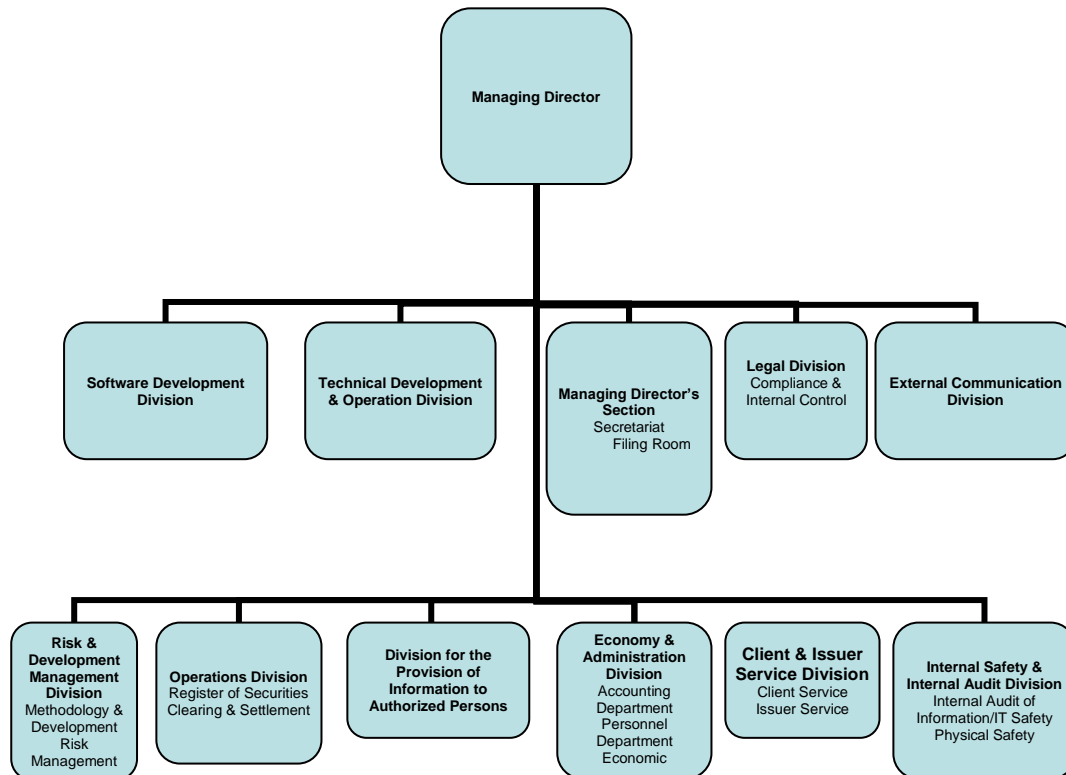 Managing Director
Software Development
Division
Technical Development
& Operation Division
Managing Director's
Section
Secretariat
Filing Room
Legal Division
Compliance &
Internal Control
External Communication
Division
Risk &
Development
Management
Division
Methodology &
Development
Risk
Management
Operations Division
Register of Securities
Clearing & Settlement
Division for the
Provision of
Information to
Authorized Persons
Economy &
Administration
Division
Accounting
Department
Personnel
Department
Economic
Client & Issuer
Service Division
Client Service
Issuer Service
Internal Safety &
Internal Audit Division
Internal Audit of
Information/IT Safety
Physical Safety